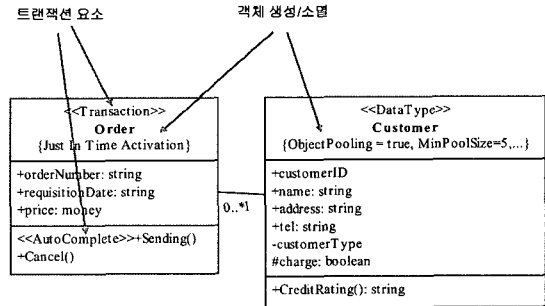 트랜잭션 요소
객체 생성/소멸
<<Transaction>>
Order
{Just In Time Activation}
+orderNumber: string
+requisitionDate: string
+price: money
<<AutoComplete>>+Sending()
+Cancel()
0..*1
<<DataType>>
Customer
{ObjectPooling = true, MinPoolSize=5,...}
+customerID
+name: string
+address: string
+tel: string
-customerType
#charge: boolean
+CreditRating(): string